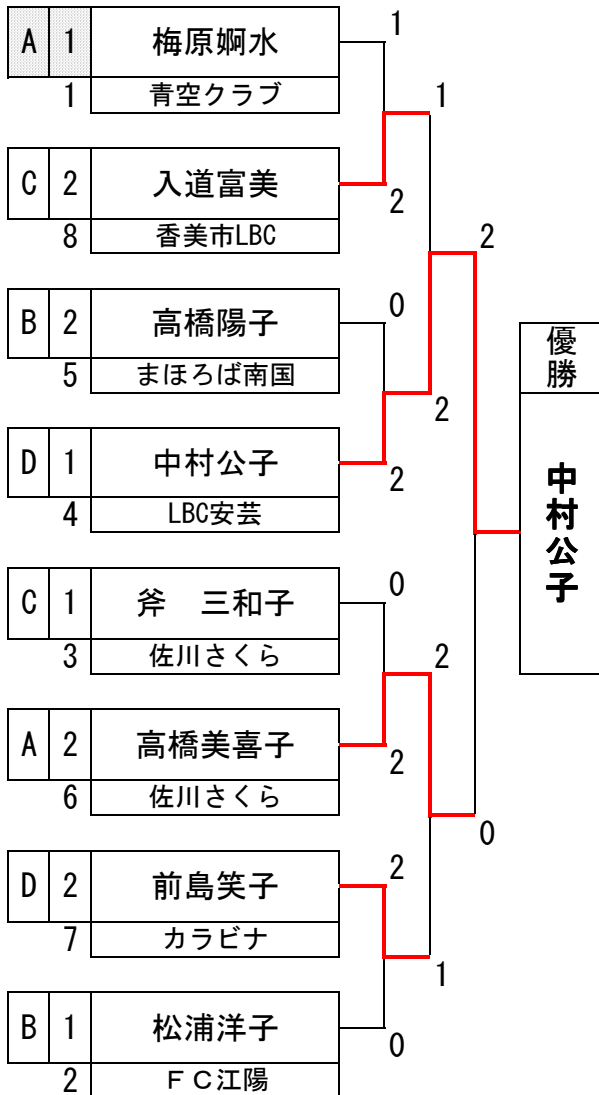 A 1 梅原婀水 1
1 青空クラブ
1
C 2 入道富美 2
8 香美市LBC
2
B 2 高橋陽子 0
5 まほろば南国
優勝
2
D 1 中村公子 2
4 LBC安芸
中村公子
C 1 斧　三和子 0
3 佐川さくら
2
A 2 高橋美喜子 2
6 佐川さくら
0
D 2 前島笑子 2
7 カラビナ
1
B 1 松浦洋子 0
2 ＦＣ江陽